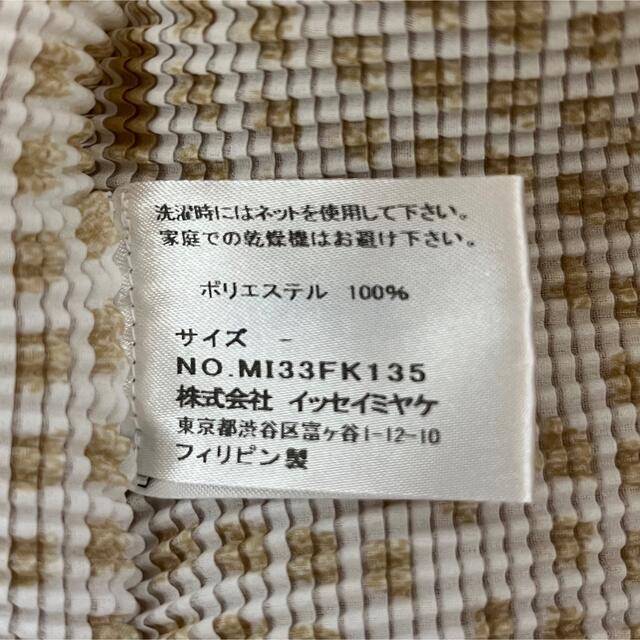 洗濯時にはネットを使用して下さい。
家庭での乾燥機はお避け下さい。
ポリエステル 100%
サイズ -
NO.MI33FK135
株式会社 イッセイミヤケ
東京都渋谷区富ヶ谷1-12-10
フィリピン製